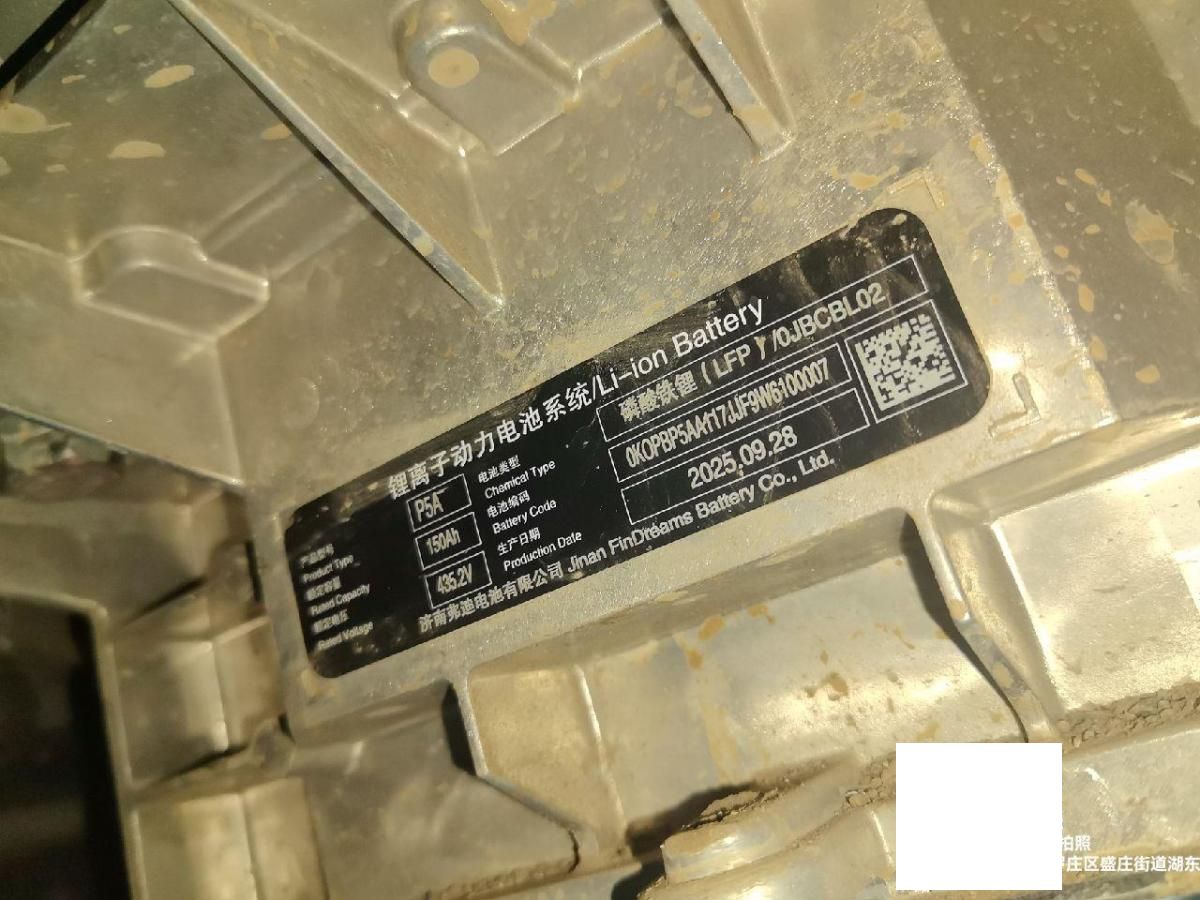 锂离子动力电池系统/Li-ion Battery
产品型号
Product Type
P5A
额定容量
Rated Capacity
150Ah
额定电压
Rated Voltage
435.2V
电池类型
Chemical Type
磷酸铁锂(LFP)/0JBCBL02
电池编码
Battery Code
0K0PBP5AA117JJF9W6100007
生产日期
Production Date
2025.09.28
济南弗迪电池有限公司 Jinan FinDreams Battery Co., Ltd.
拍照
罗庄区盛庄街道湖东